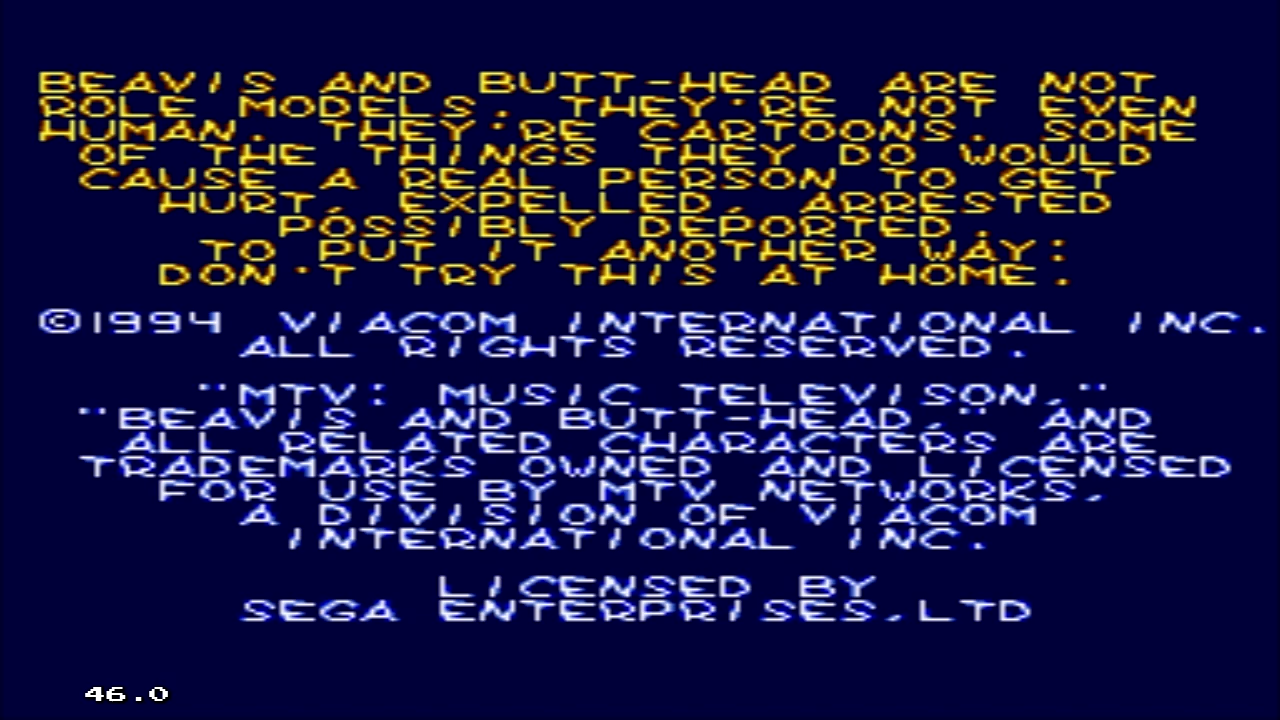 BEAVIS AND BUTT-HEAD ARE NOT
ROLE MODELS. THEY'RE NOT EVEN
HUMAN. THEY'RE CARTOONS. SOME
OF THE THINGS THEY DO WOULD
CAUSE A REAL PERSON TO GET
HURT, EXPELLED, ARRESTED
POSSIBLY DEPORTED.
TO PUT IT ANOTHER WAY:
DON'T TRY THIS AT HOME.
©1994 VIACOM INTERNATIONAL INC.
ALL RIGHTS RESERVED.
"MTV: MUSIC TELEVISON,"
"BEAVIS AND BUTT-HEAD," AND
ALL RELATED CHARACTERS ARE
TRADEMARKS OWNED AND LICENSED
FOR USE BY MTV NETWORKS,
A DIVISION OF VIACOM
INTERNATIONAL INC.
LICENSED BY
SEGA ENTERPRISES,LTD
46.0